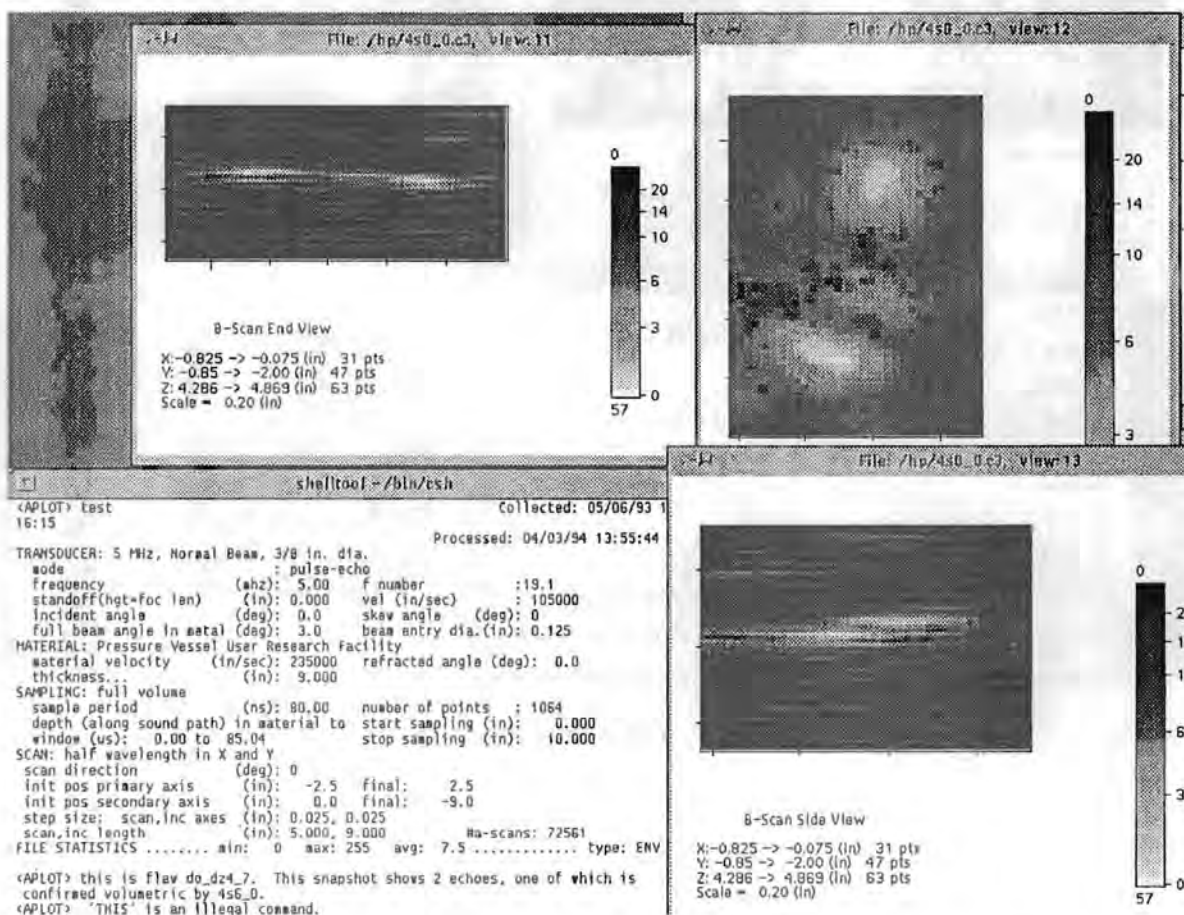 File: /hp/4s0_0.c3, view:11
0
20
14
10
6
3
0
57
B-Scan End View
X:-0.825 -> -0.075 (in) 31 pts
Y: -0.85 -> -2.00 (in) 47 pts
Z: 4.286 -> 4.869 (in) 63 pts
Scale = 0.20 (in)
File: /hp/4s0_0.c3, view:12
0
20
14
10
6
3
shelltool - /bin/csh
<APLOT> test Collected: 05/06/93 1
16:15
Processed: 04/03/94 13:55:44
TRANSDUCER: 5 MHz, Normal Beam, 3/8 in. dia.
mode : pulse-echo
frequency (mhz): 5.00 f number :19.1
standoff(hgt=foc len) (in): 0.000 vel (in/sec) : 105000
incident angle (deg): 0.0 skew angle (deg): 0
full beam angle in metal (deg): 3.0 beam entry dia.(in): 0.125
MATERIAL: Pressure Vessel User Research Facility
material velocity (in/sec): 235000 refracted angle (deg): 0.0
thickness... (in): 9.000
SAMPLING: full volume
sample period (ns): 80.00 number of points : 1064
depth (along sound path) in material to start sampling (in): 0.000
window (us): 0.00 to 85.04 stop sampling (in): 10.000
SCAN: half wavelength in X and Y
scan direction (deg): 0
init pos primary axis (in): -2.5 final: 2.5
init pos secondary axis (in): 0.0 final: -9.0
step size: scan,inc axes (in): 0.025, 0.025
scan,inc length (in): 5.000, 9.000 #a-scans: 72561
FILE STATISTICS ........ min: 0 max: 255 avg: 7.5 ............. type: ENV
<APLOT> this is flaw do_dz4_7. This snapshot shows 2 echoes, one of which is
confirmed volumetric by 4s6_0.
<APLOT> 'THIS' is an illegal command.
File: /hp/4s0_0.c3, view:13
0
2
1
1
6
3
0
57
B-Scan Side View
X:-0.825 -> -0.075 (in) 31 pts
Y: -0.85 -> -2.00 (in) 47 pts
Z: 4.286 -> 4.869 (in) 63 pts
Scale = 0.20 (in)